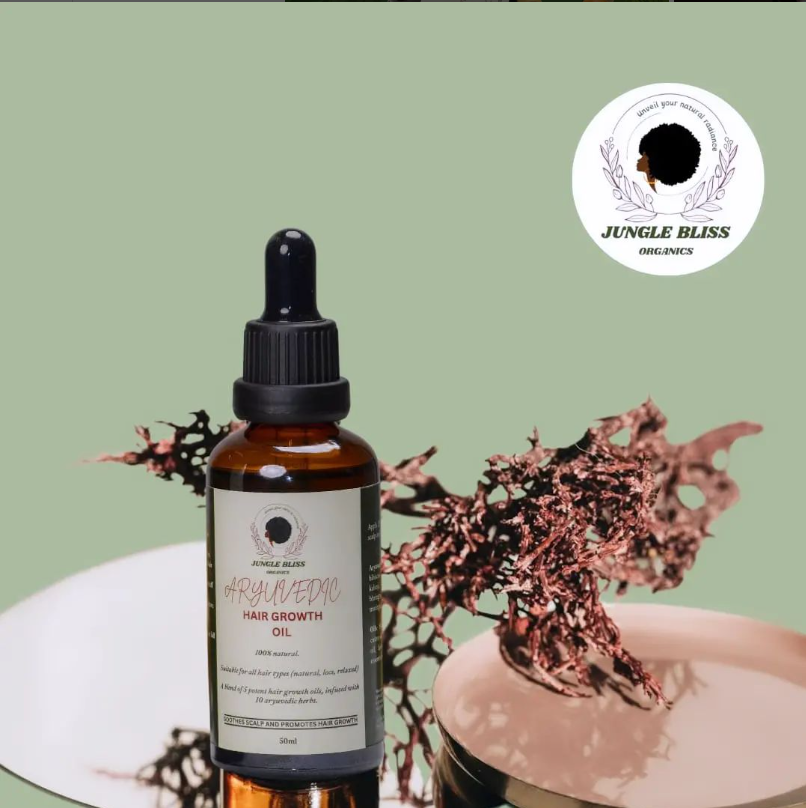 unveil your natural radiance
JUNGLE BLISS
ORGANICS
JUNGLE BLISS
ORGANICS
ARYUVEDIC
HAIR GROWTH
OIL
100% natural.
Suitable for all hair types (natural, locs, relaxed)
A blend of 5 potent hair growth oils, infused with
10 aryuvedic herbs.
SOOTHES SCALP AND PROMOTES HAIR GROWTH
50ml